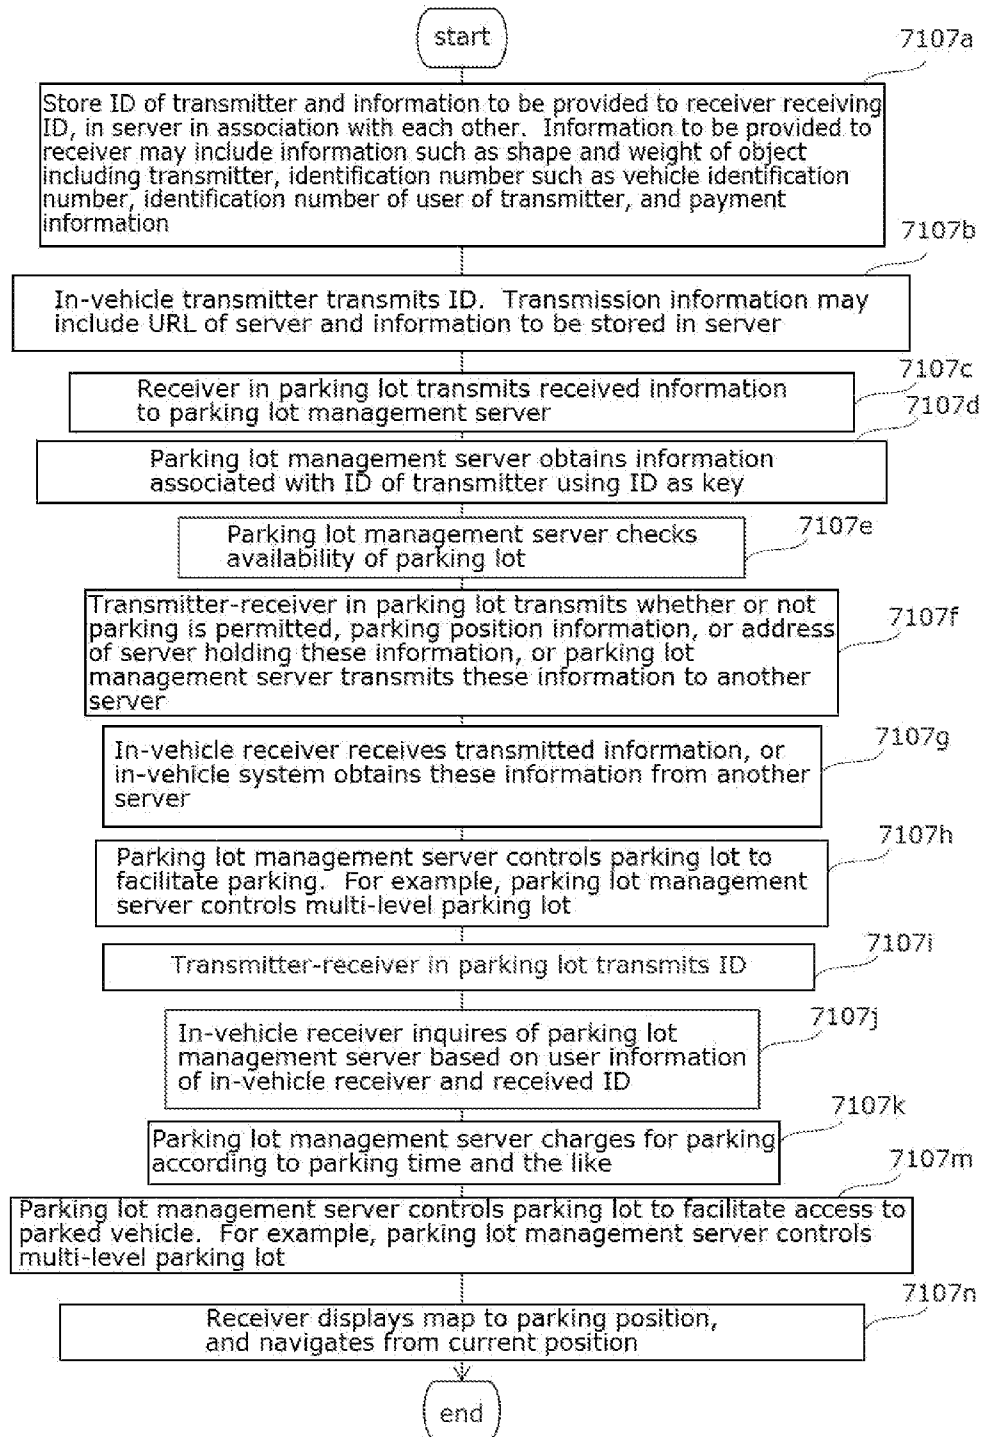 start
7107a
Store ID of transmitter and information to be provided to receiver receiving
ID, in server in association with each other. Information to be provided to
receiver may include information such as shape and weight of object
including transmitter, identification number such as vehicle identification
number, identification number of user of transmitter, and payment
information
7107b
In-vehicle transmitter transmits ID. Transmission information may
include URL of server and information to be stored in server
7107c
Receiver in parking lot transmits received information
to parking lot management server
7107d
Parking lot management server obtains information
associated with ID of transmitter using ID as key
7107e
Parking lot management server checks
availability of parking lot
7107f
Transmitter-receiver in parking lot transmits whether or not
parking is permitted, parking position information, or address
of server holding these information, or parking lot
management server transmits these information to another
server
7107g
In-vehicle receiver receives transmitted information, or
in-vehicle system obtains these information from another
server
7107h
Parking lot management server controls parking lot to
facilitate parking. For example, parking lot management
server controls multi-level parking lot
7107i
Transmitter-receiver in parking lot transmits ID
7107j
In-vehicle receiver inquires of parking lot
management server based on user information
of in-vehicle receiver and received ID
7107k
Parking lot management server charges for parking
according to parking time and the like
7107m
Parking lot management server controls parking lot to facilitate access to
parked vehicle. For example, parking lot management server controls
multi-level parking lot
7107n
Receiver displays map to parking position,
and navigates from current position
end